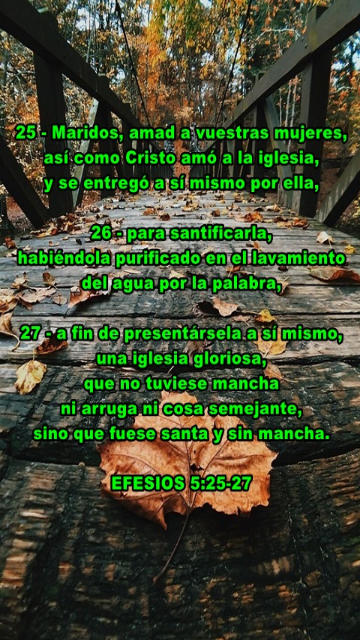 25 - Maridos, amad a vuestras mujeres,
así como Cristo amó a la iglesia,
y se entregó a sí mismo por ella,
26 - para santificarla,
habiéndola purificado en el lavamiento
del agua por la palabra,
27 - a fin de presentársela a sí mismo,
una iglesia gloriosa,
que no tuviese mancha
ni arruga ni cosa semejante,
sino que fuese santa y sin mancha.
EFESIOS 5:25-27